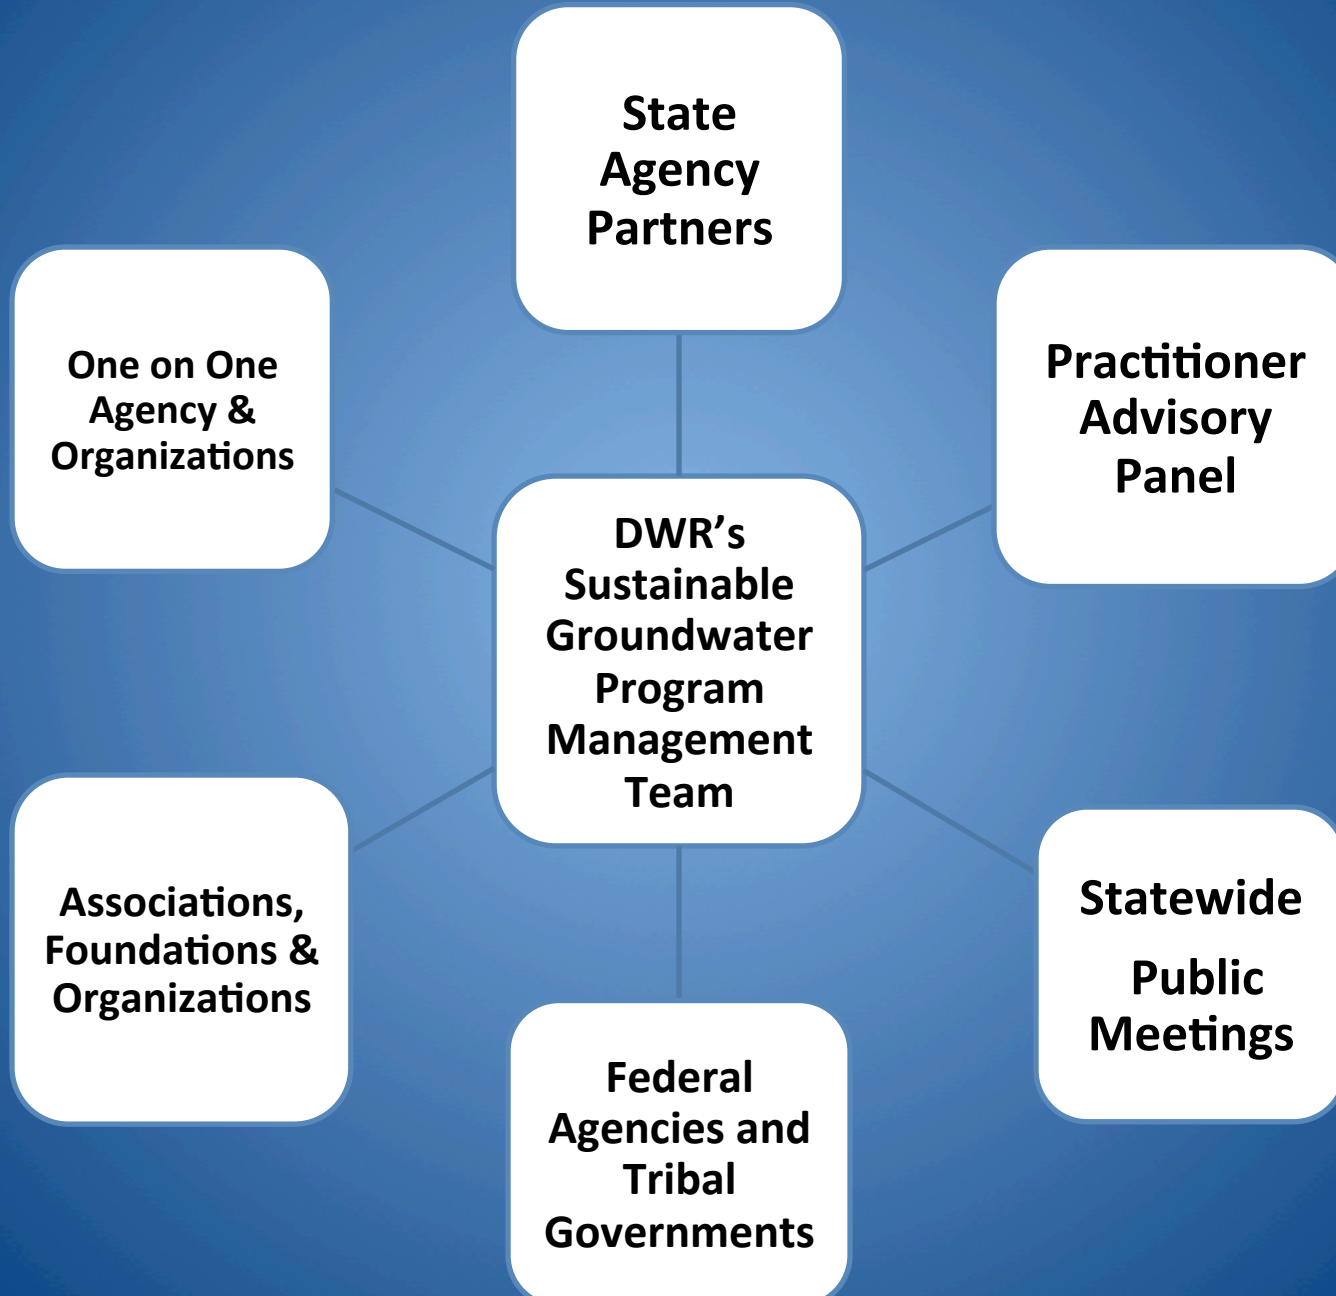 State
Agency
Partners
One on One
Agency &
Organizations
Practitioner
Advisory
Panel
DWR’s
Sustainable
Groundwater
Program
Management
Team
Associations,
Foundations &
Organizations
Statewide
Public
Meetings
Federal
Agencies and
Tribal
Governments